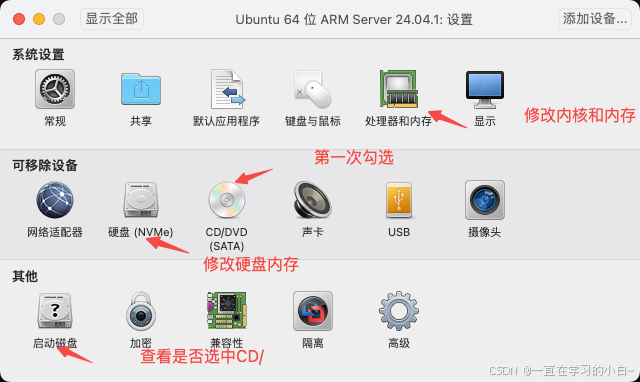 显示全部
Ubuntu 64 位 ARM Server 24.04.1: 设置
添加设备...
系统设置
常规
共享
默认应用程序
键盘与鼠标
处理器和内存
显示
修改内核和内存
可移除设备
第一次勾选
网络适配器
硬盘 (NVMe)
CD/DVD
(SATA)
声卡
USB
摄像头
修改硬盘内存
其他
启动磁盘
加密
兼容性
隔离
高级
查看是否选中CD/
CSDN @一直在学习的小白~